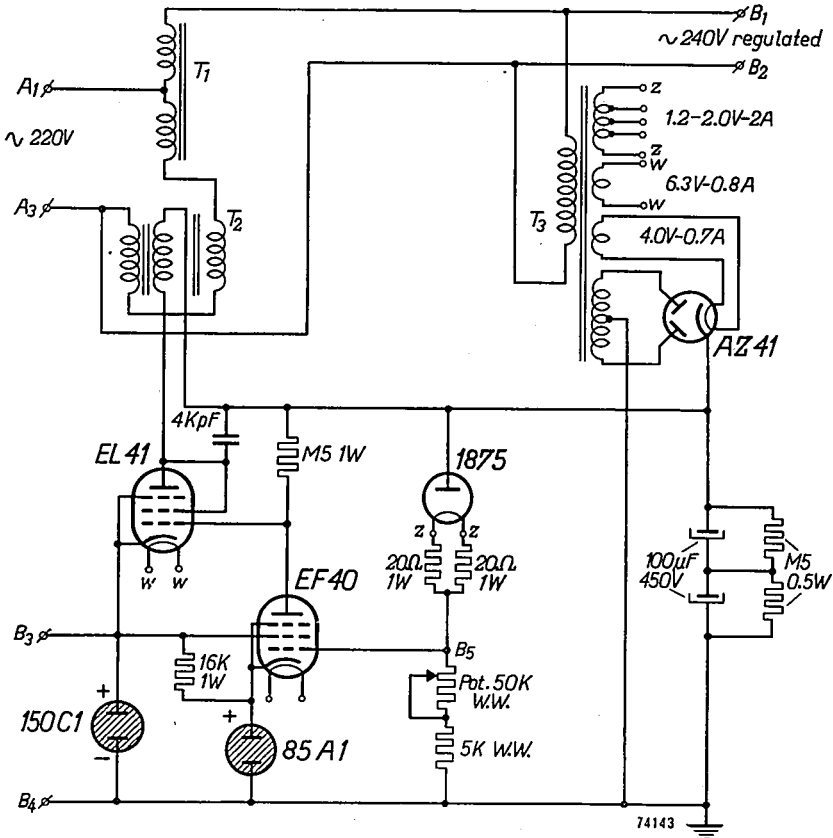 B1
~240V regulated
B2
A1
T1
~ 220V
z
1.2-2.0V-2A
z
w
6.3V-0.8A
w
A3
T2
T3
4.0V-0.7A
AZ41
4KpF
M5 1W
EL41
1875
z z
w w
20Ω
1W
20Ω
1W
100µF
450V
M5
0.5W
EF40
B3
B5
16K
1W
Pot.50K
W.W.
+
150C1
-
+
85A1
5K W.W.
B4
74143